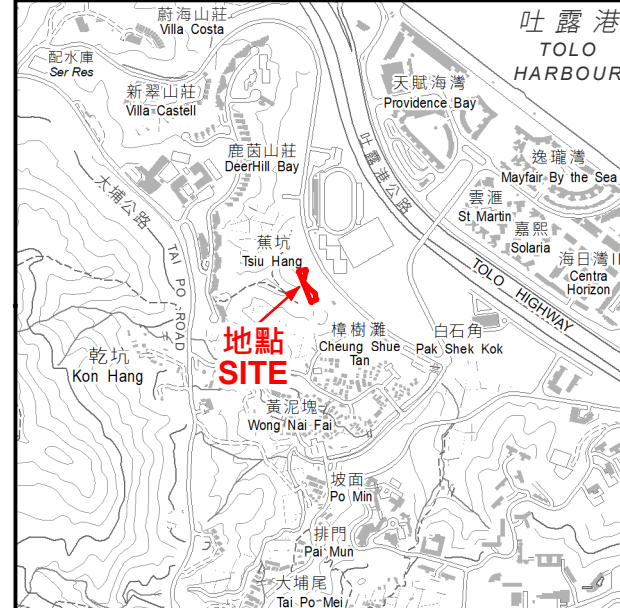 蔚海山莊
Villa Costa
吐露港
TOLO
HARBOUR
配水庫
Ser Res
天賦海灣
Providence Bay
新翠山莊
Villa Castell
鹿茵山莊
DeerHill Bay
吐露港公路
逸瓏灣
Mayfair By the Sea
大埔公路
雲滙
St Martin
嘉熙
Solaria
蕉坑
Tsiu Hang
TAI PO ROAD
海日灣II
Centra
Horizon
TOLO HIGHWAY
地點
SITE
樟樹灘
Cheung Shue
Tan
白石角
Pak Shek Kok
乾坑
Kon Hang
黃泥塊
Wong Nai Fai
坡面
Po Min
排門
Pai Mun
大埔尾
Tai Po Mei